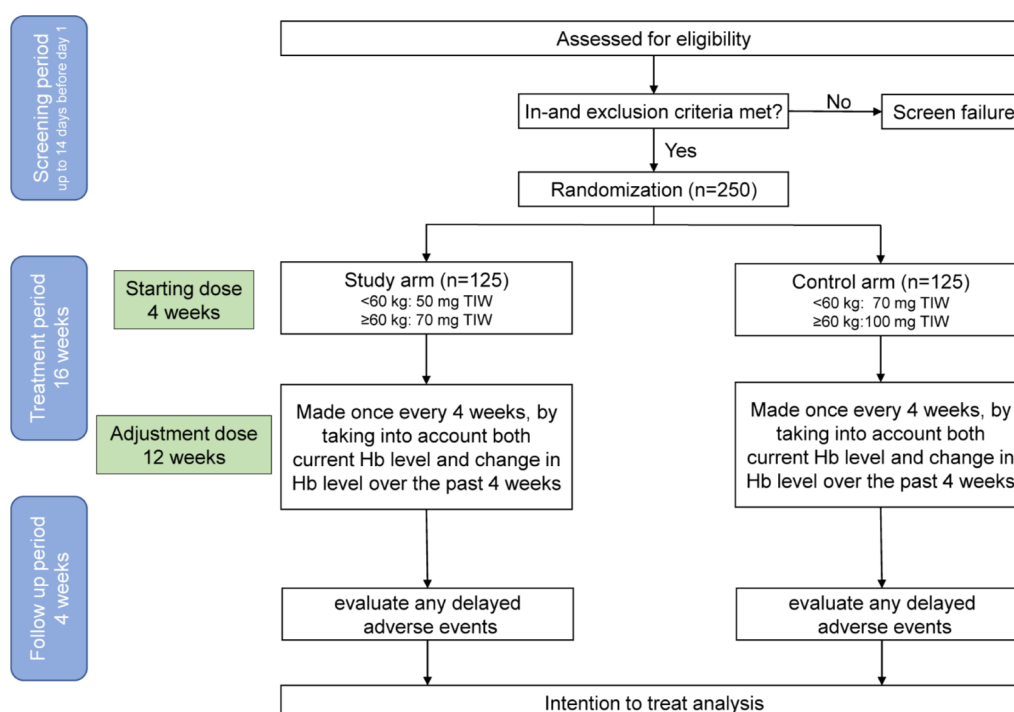 Screening period
up to 14 days before day 1
Assessed for eligibility
In-and exclusion criteria met?
No
Screen failure
Yes
Randomization (n=250)
Treatment period
16 weeks
Starting dose
4 weeks
Study arm (n=125)
<60 kg: 50 mg TIW
≥60 kg: 70 mg TIW
Control arm (n=125)
<60 kg: 70 mg TIW
≥60 kg:100 mg TIW
Adjustment dose
12 weeks
Made once every 4 weeks, by
taking into account both
current Hb level and change in
Hb level over the past 4 weeks
Made once every 4 weeks, by
taking into account both
current Hb level and change in
Hb level over the past 4 weeks
Follow up period
4 weeks
evaluate any delayed
adverse events
evaluate any delayed
adverse events
Intention to treat analysis